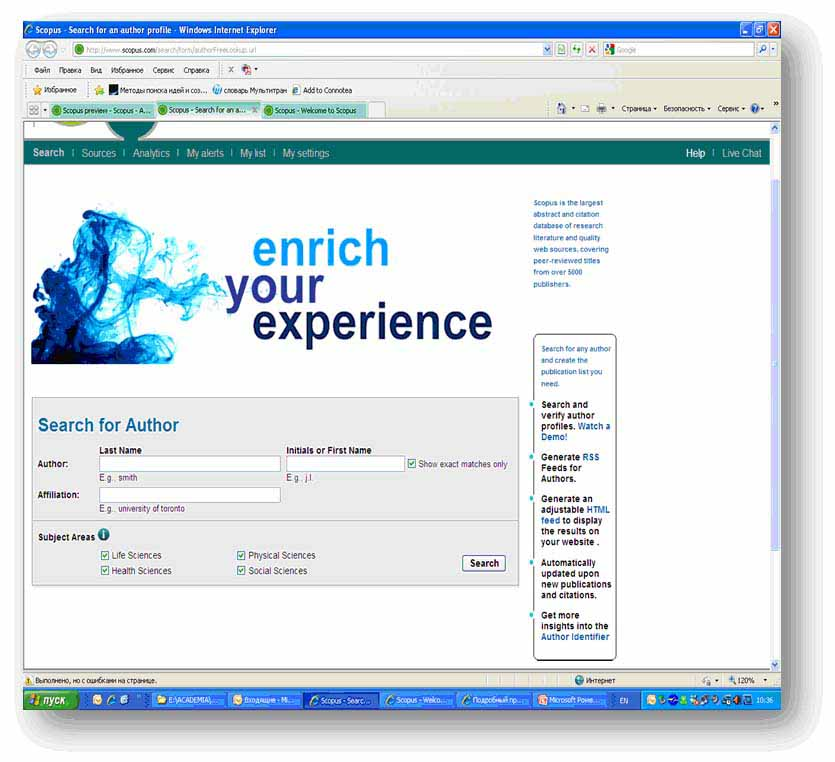 Scopus - Search for an author profile - Windows Internet Explorer
http://www.scopus.com/search/form/authorFreeLookup.url
Google
Файл Правка Вид Избранное Сервис Справка
Избранное Методы поиска идей и соз... словарь Мультитран Add to Connotea
Scopus preview - Scopus - A... Scopus - Search for an a... Scopus - Welcome to Scopus Страница Безопасность Сервис
Search | Sources | Analytics | My alerts | My list | My settings Help | Live Chat
enrich
your
experience
Scopus is the largest
abstract and citation
database of research
literature and quality
web sources, covering
peer-reviewed titles
from over 5000
publishers.
Search for any author
and create the
publication list you
need.
Search and
verify author
profiles. Watch a
Demo!
Generate RSS
Feeds for
Authors.
Generate an
adjustable HTML
feed to display
the results on
your website .
Automatically
updated upon
new publications
and citations.
Get more
insights into the
Author Identifier
Search for Author
Last Name Initials or First Name
Author: Show exact matches only
E.g., smith E.g., j.l.
Affiliation:
E.g., university of toronto
Subject Areas
Life Sciences Physical Sciences
Health Sciences Social Sciences
Search
Выполнено, но с ошибками на странице. Интернет 120%
пуск E:\ACADEMIA\... Входящие - Mi... Scopus - Searc... Scopus - Welco... Подробный пр... Microsoft Powe... EN 10:36